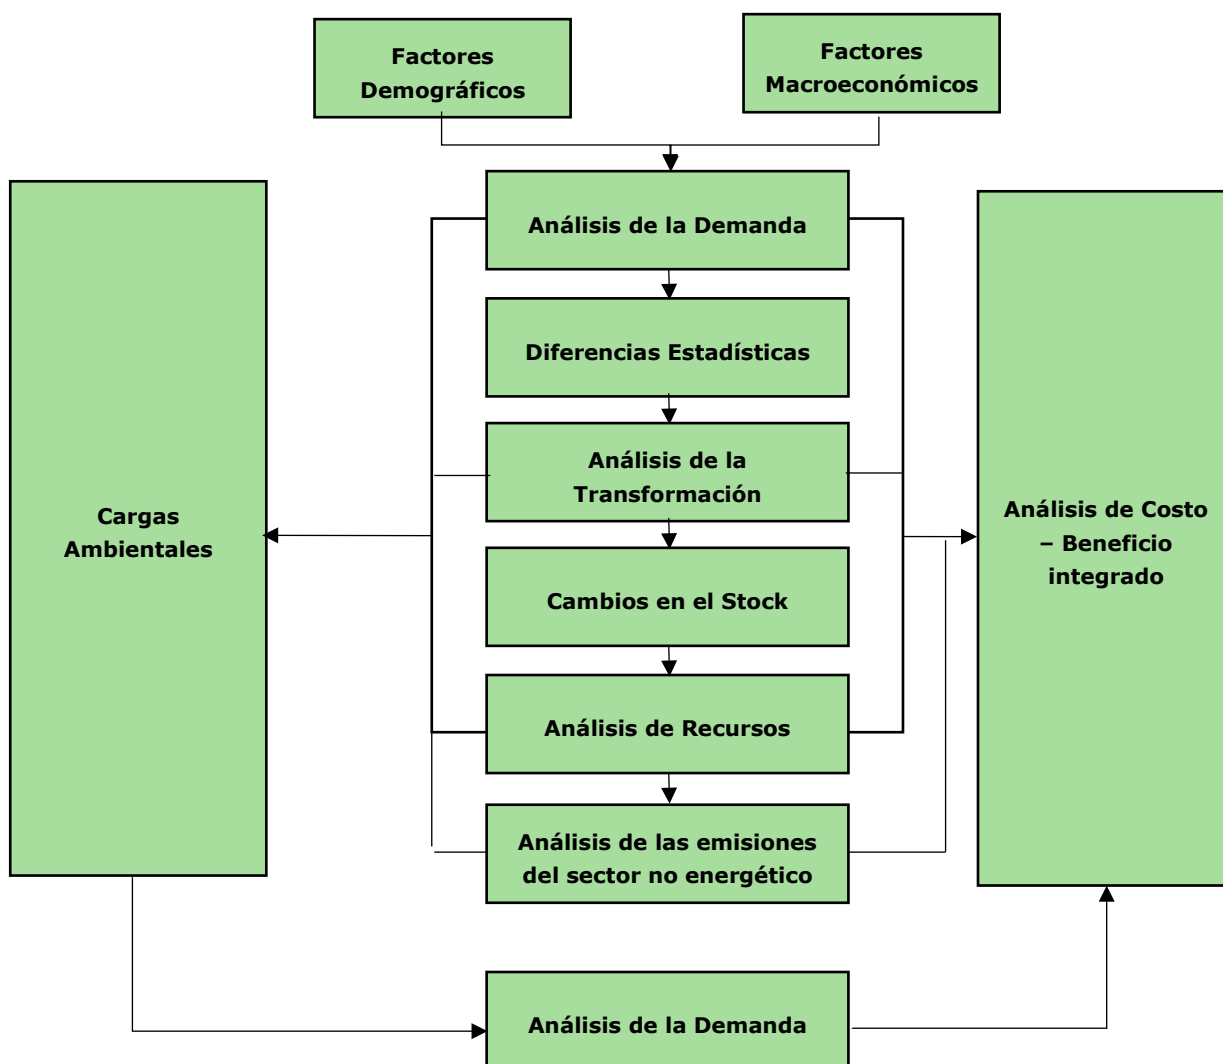 Factores
Demográficos
Factores
Macroeconómicos
Análisis de la Demanda
Diferencias Estadísticas
Análisis de la
Transformación
Cargas
Ambientales
Análisis de Costo
– Beneficio
integrado
Cambios en el Stock
Análisis de Recursos
Análisis de las emisiones
del sector no energético
Análisis de la Demanda